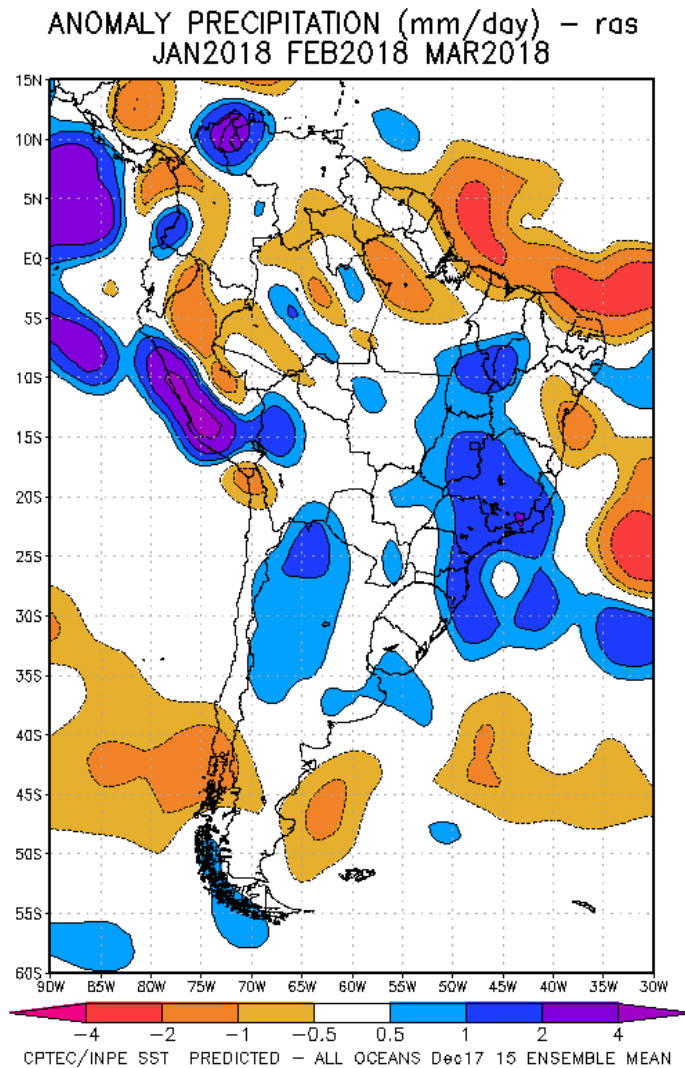 ANOMALY PRECIPITATION (mm/day) – ras
JAN2018 FEB2018 MAR2018
15N
10N
5N
EQ
5S
10S
15S
20S
25S
30S
35S
40S
45S
50S
55S
60S
90W 85W 80W 75W 70W 65W 60W 55W 50W 45W 40W 35W 30W
−4 −2 −1 −0.5 0.5 1 2 4
CPTEC/INPE SST PREDICTED – ALL OCEANS Dec17 15 ENSEMBLE MEAN